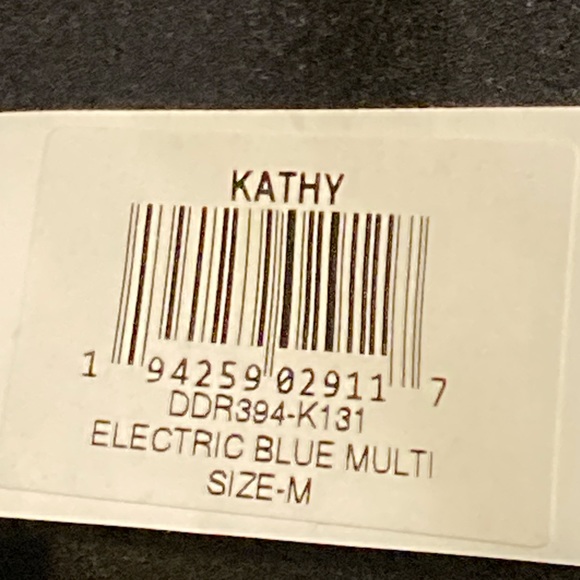 KATHY
1 94259 02911 7
DDR394-K131
ELECTRIC BLUE MULTI
SIZE-M